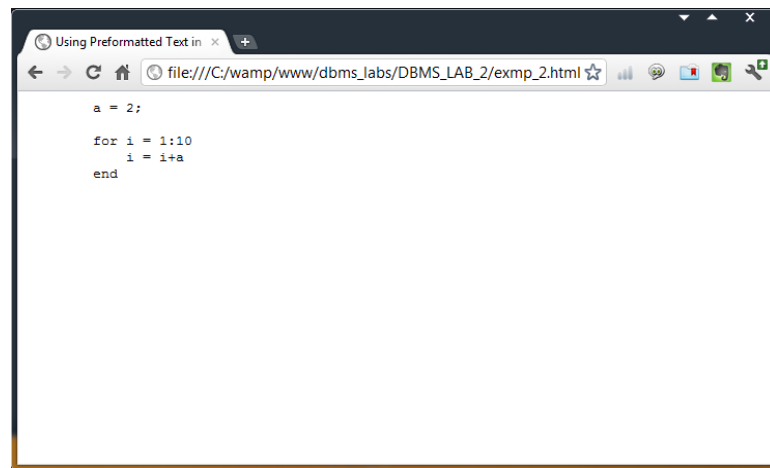 Using Preformatted Text in
file:///C:/wamp/www/dbms_labs/DBMS_LAB_2/exmp_2.html
a = 2;
for i = 1:10
    i = i+a
end